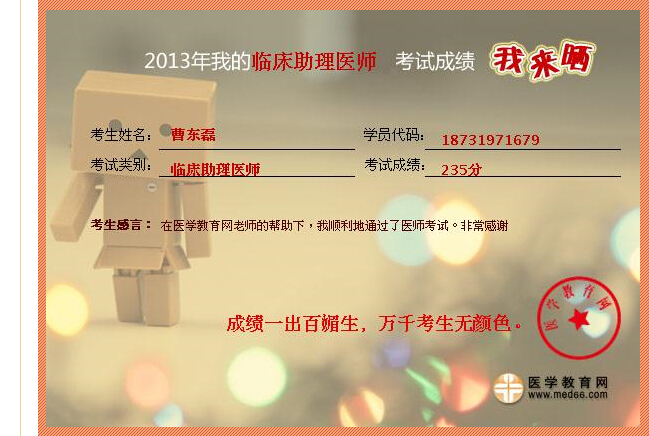 2013年我的临床助理医师 考试成绩 我来晒
考生姓名： 曹东磊 学员代码： 18731971679
考试类别： 临床助理医师 考试成绩： 235分
考生感言： 在医学教育网老师的帮助下，我顺利地通过了医师考试。非常感谢
成绩一出百媚生，万千考生无颜色。
医学教育网
医学教育网
www.med66.com